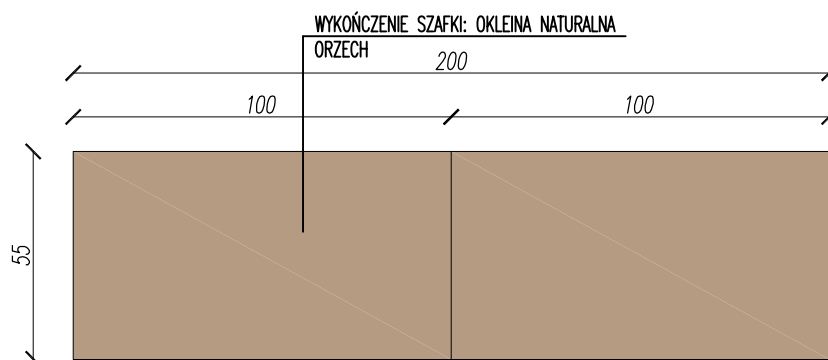 WYKOŃCZENIE SZAFKI: OKLEINA NATURALNA
ORZECH
200
100 100
55